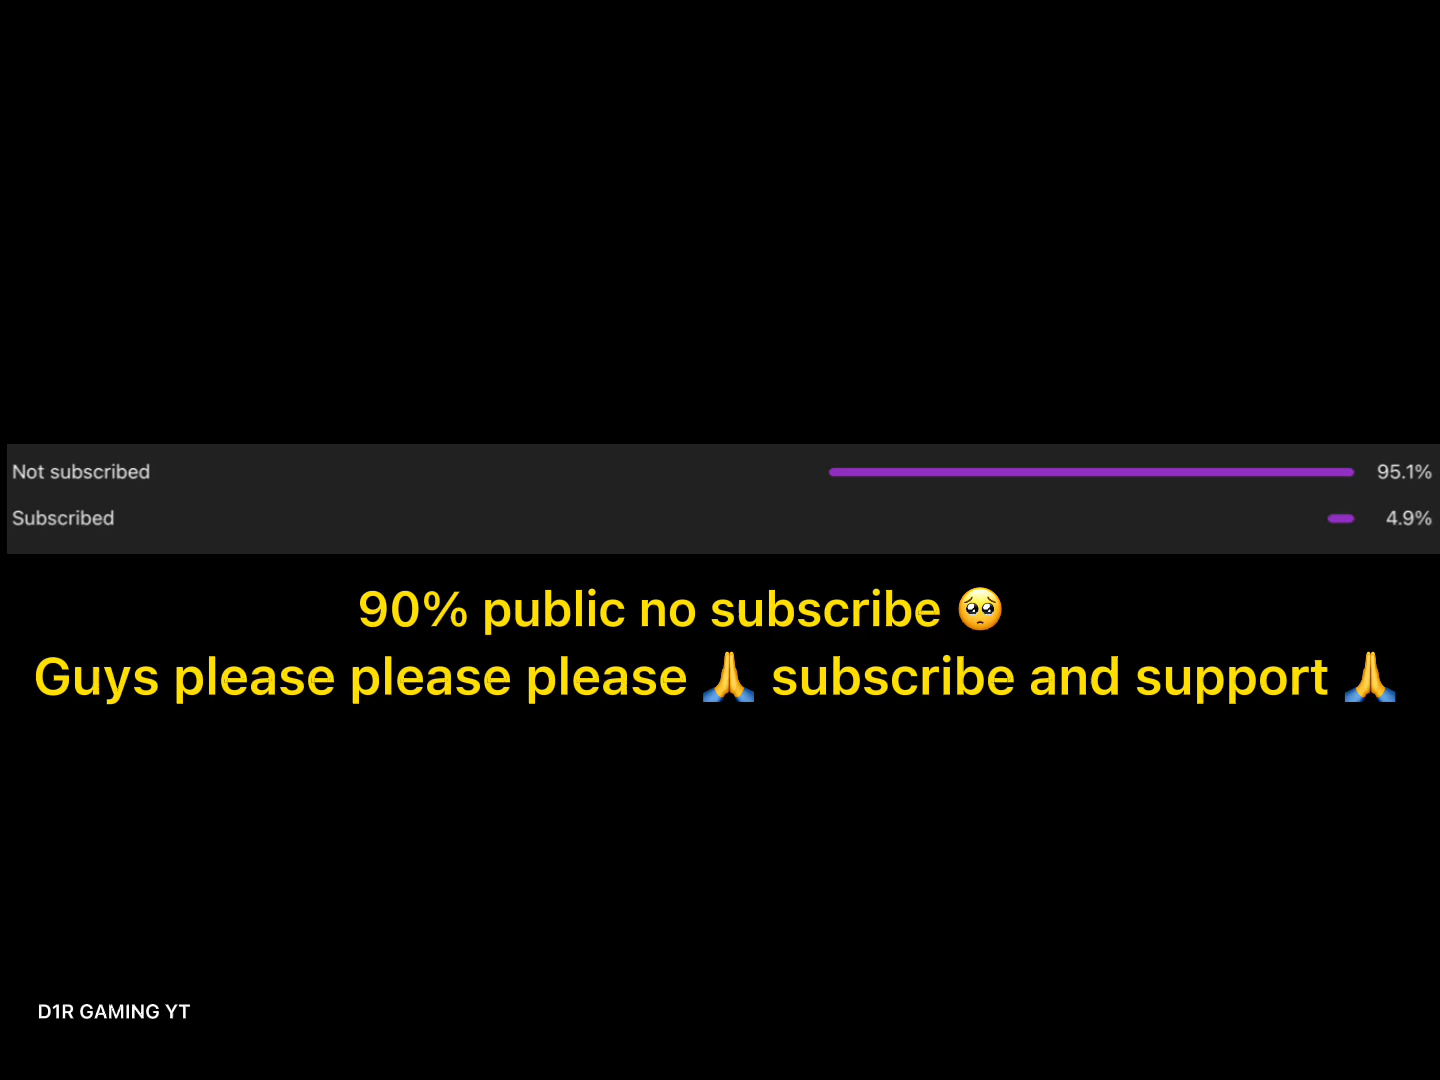 Not subscribed 95.1%
Subscribed 4.9%
90% public no subscribe 🥺
Guys please please please 🙏 subscribe and support 🙏
D1R GAMING YT